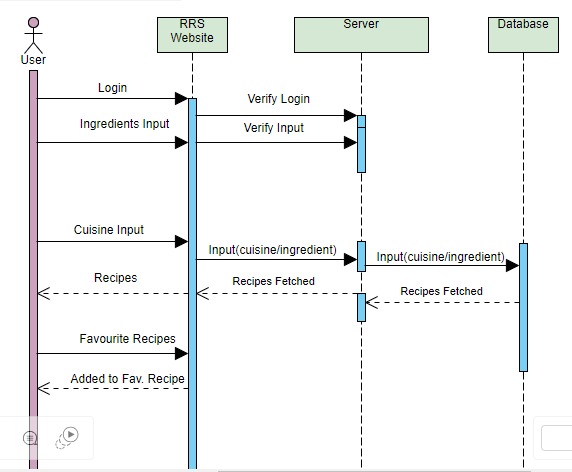 RRS
Website
Server
Database
User
Login
Verify Login
Ingredients Input
Verify Input
Cuisine Input
Input(cuisine/ingredient)
Input(cuisine/ingredient)
Recipes
Recipes Fetched
Recipes Fetched
Favourite Recipes
Added to Fav. Recipe